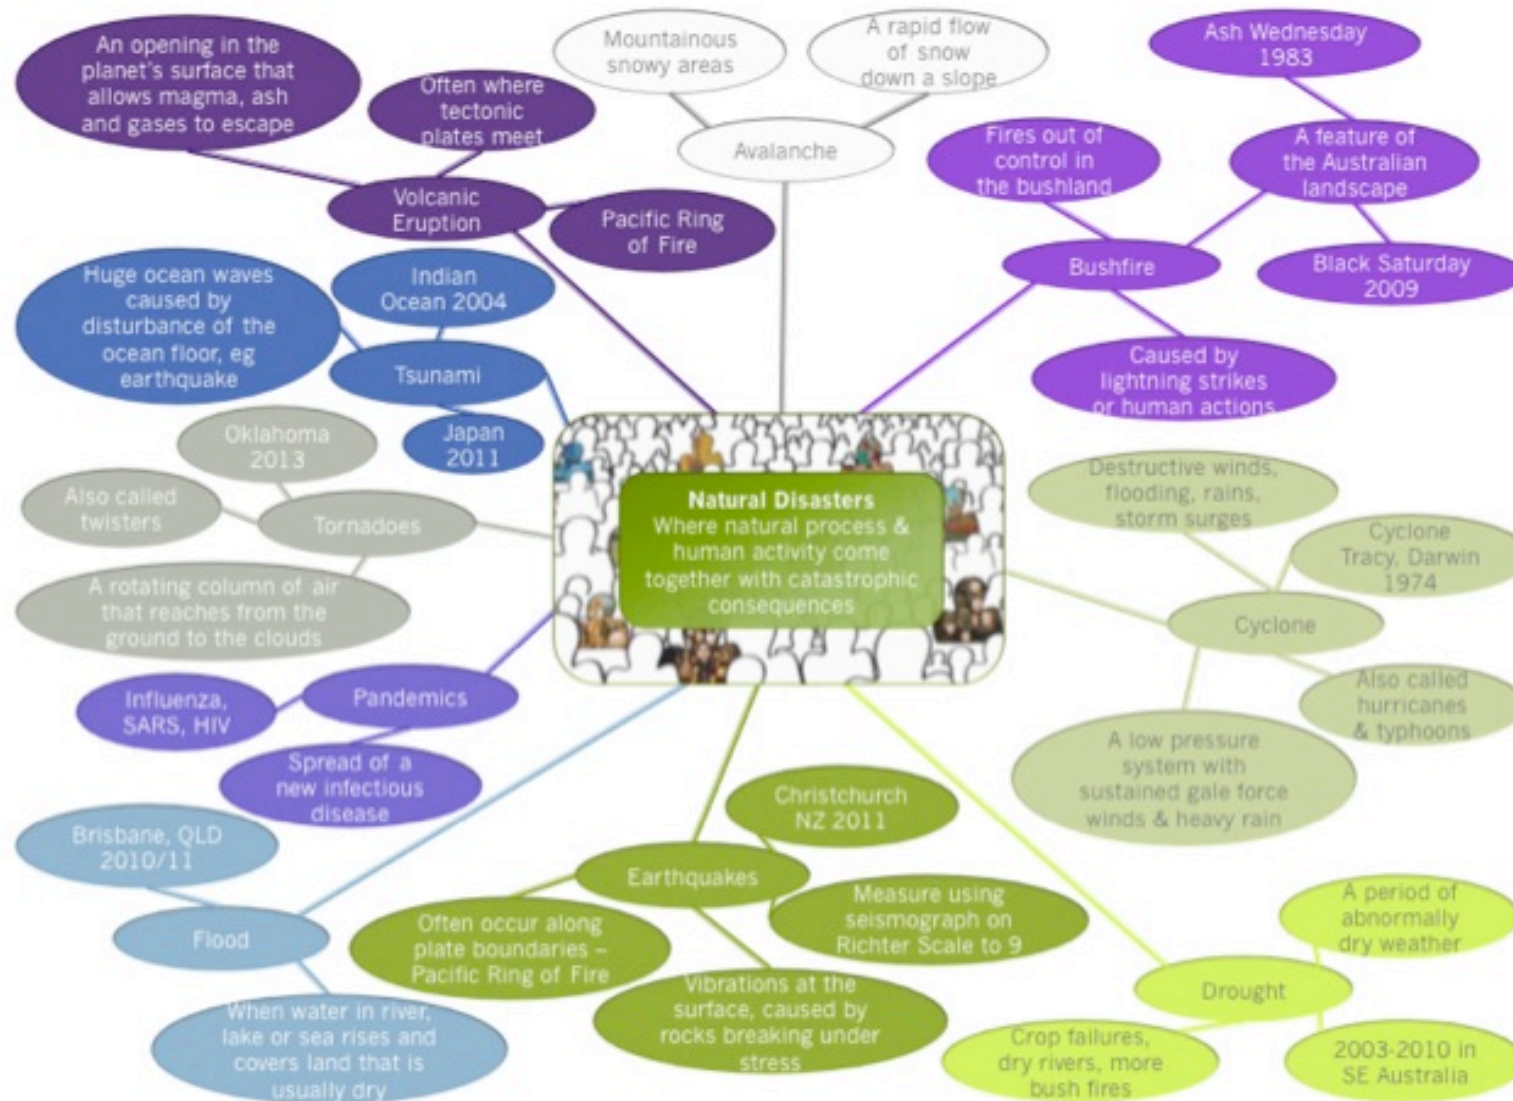 An opening in the
planet's surface that
allows magma, ash
and gases to escape
Often where
tectonic
plates meet
Volcanic
Eruption
Pacific Ring
of Fire
Mountainous
snowy areas
A rapid flow
of snow
down a slope
Avalanche
Ash Wednesday
1983
Fires out of
control in
the bushland
A feature of
the Australian
landscape
Bushfire
Black Saturday
2009
Caused by
lightning strikes
or human actions
Huge ocean waves
caused by
disturbance of the
ocean floor, eg
earthquake
Indian
Ocean 2004
Tsunami
Japan
2011
Oklahoma
2013
Also called
twisters
Tornadoes
A rotating column of air
that reaches from the
ground to the clouds
Natural Disasters
Where natural process &
human activity come
together with catastrophic
consequences
Destructive winds,
flooding, rains,
storm surges
Cyclone
Tracy, Darwin
1974
Cyclone
Also called
hurricanes
& typhoons
A low pressure
system with
sustained gale force
winds & heavy rain
Influenza,
SARS, HIV
Pandemics
Spread of a
new infectious
disease
Brisbane, QLD
2010/11
Flood
When water in river,
lake or sea rises and
covers land that is
usually dry
Christchurch
NZ 2011
Earthquakes
Often occur along
plate boundaries –
Pacific Ring of Fire
Measure using
seismograph on
Richter Scale to 9
Vibrations at the
surface, caused by
rocks breaking under
stress
A period of
abnormally
dry weather
Drought
Crop failures,
dry rivers, more
bush fires
2003-2010 in
SE Australia